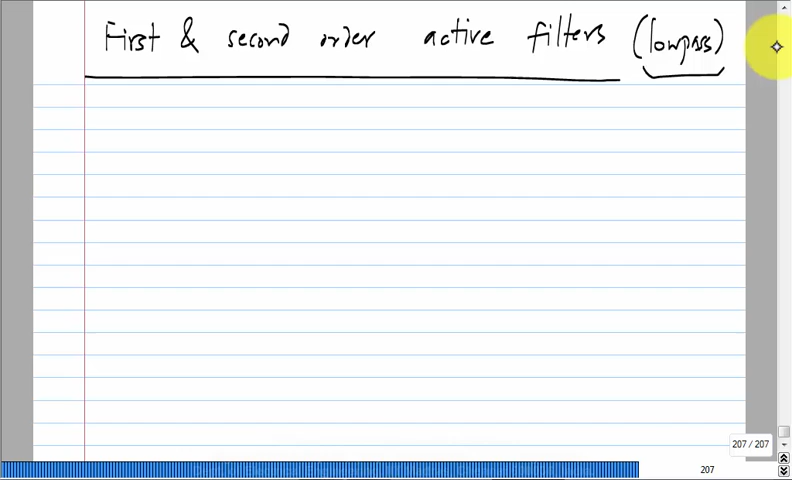 First & second order active filters (lowpass)
207 / 207
207